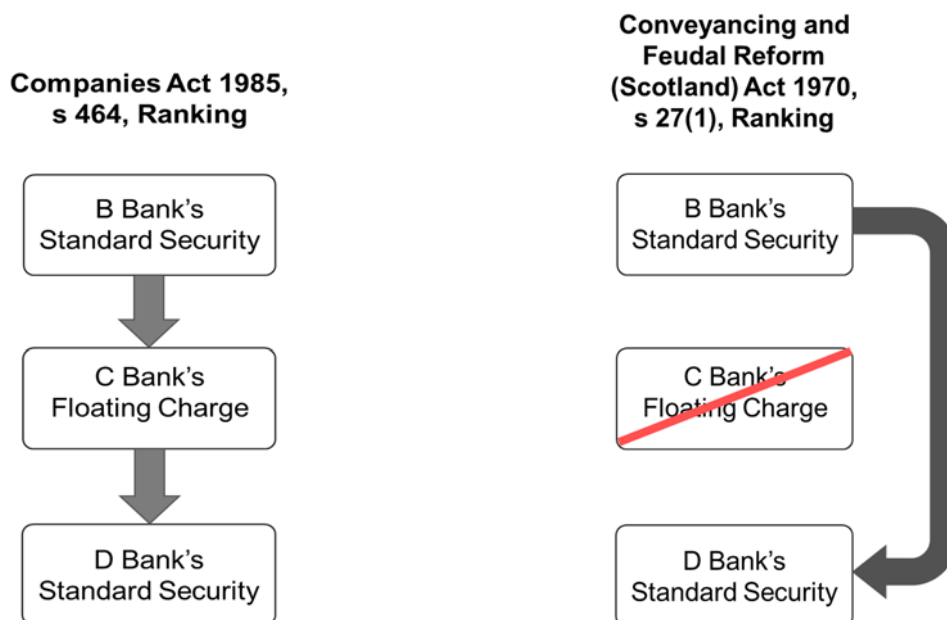 Companies Act 1985,
s 464, Ranking
B Bank's
Standard Security
C Bank's
Floating Charge
D Bank's
Standard Security
Conveyancing and
Feudal Reform
(Scotland) Act 1970,
s 27(1), Ranking
B Bank's
Standard Security
C Bank's
Floating Charge
D Bank's
Standard Security